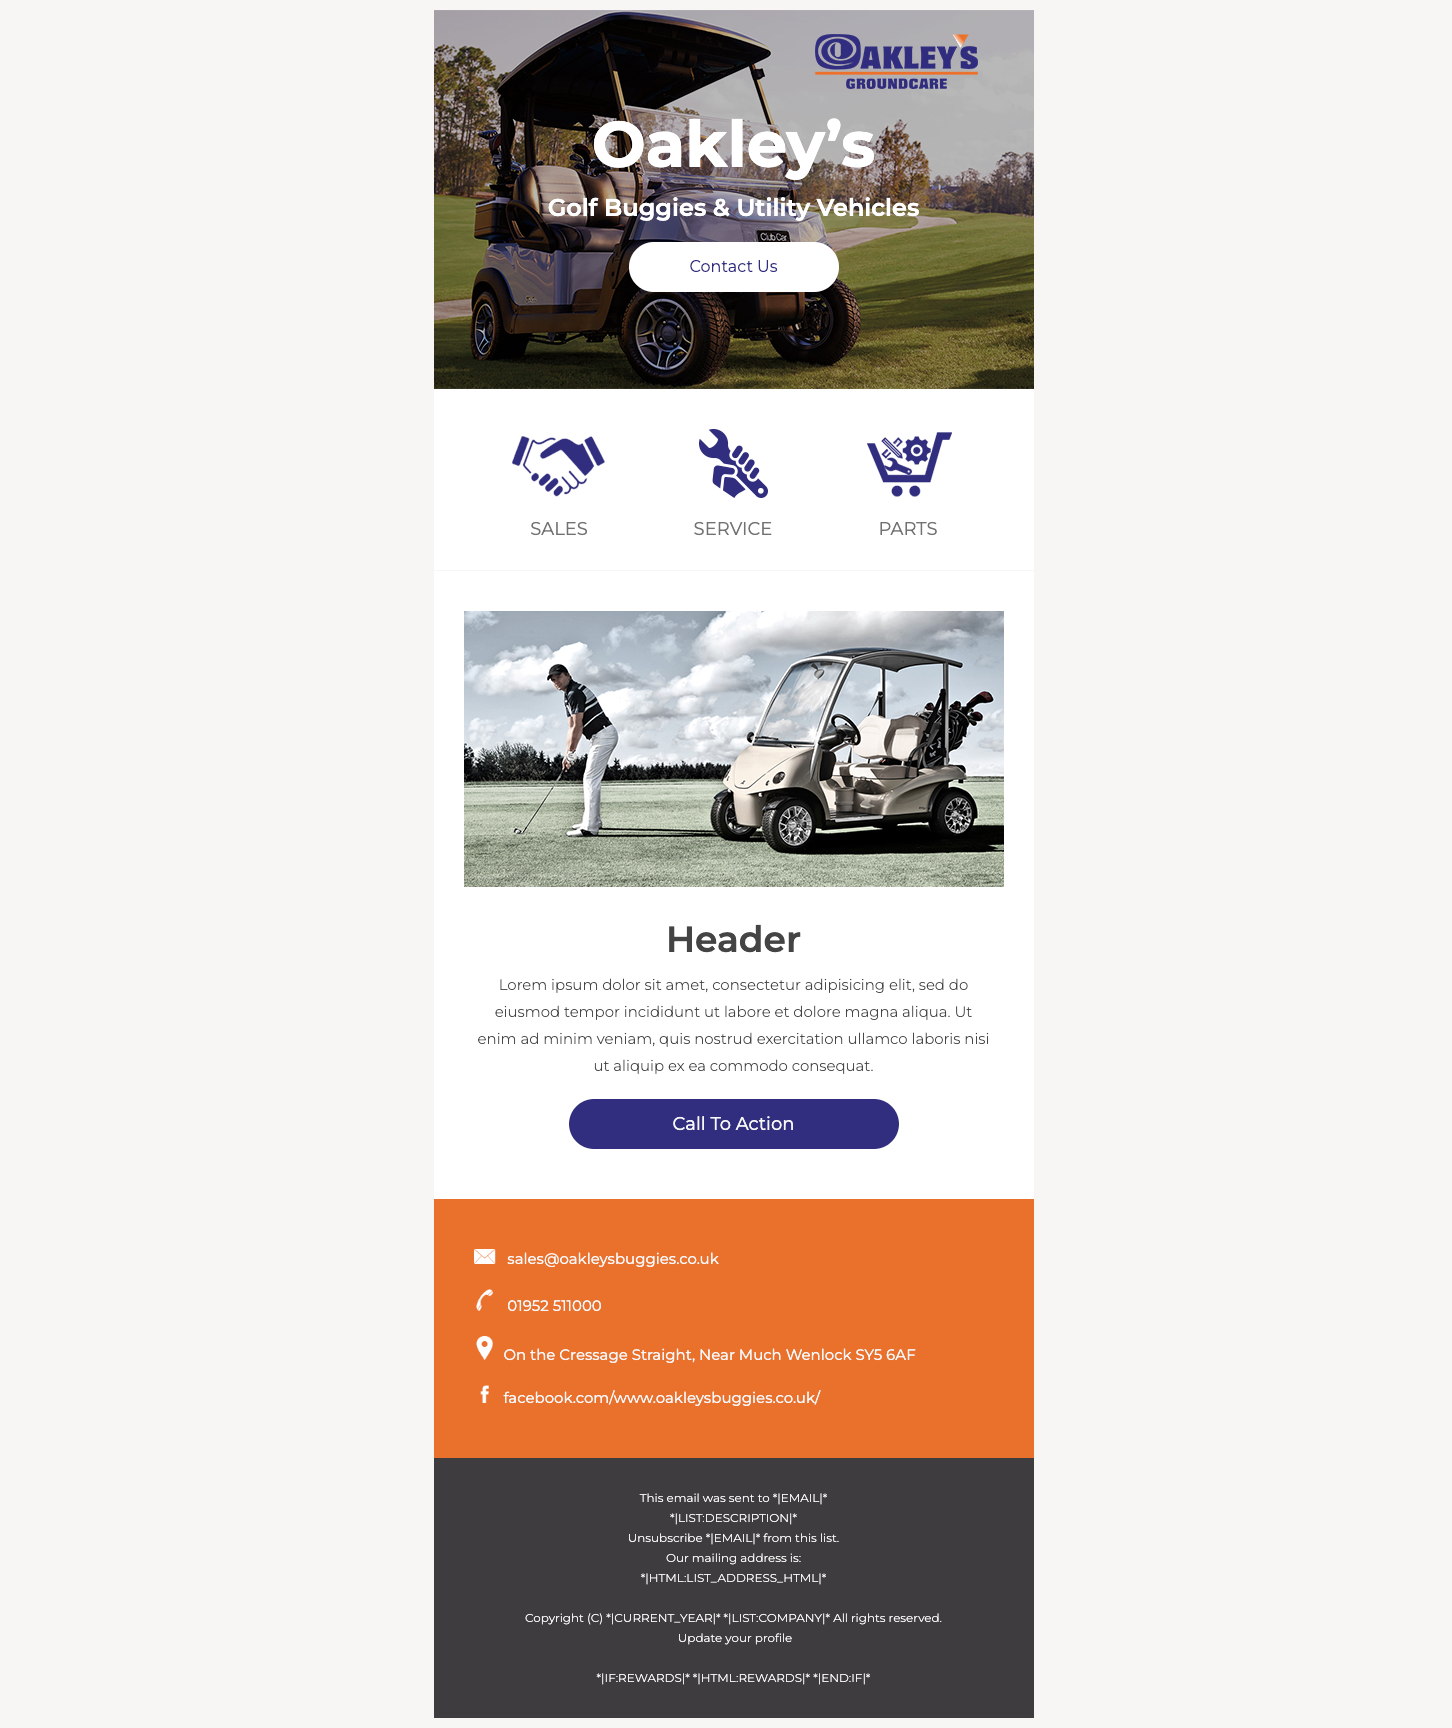 OAKLEY'S
GROUNDCARE
Oakley’s
Golf Buggies & Utility Vehicles
Club Car
Contact Us
SALES
SERVICE
PARTS
Header
Lorem ipsum dolor sit amet, consectetur adipisicing elit, sed do
eiusmod tempor incididunt ut labore et dolore magna aliqua. Ut
enim ad minim veniam, quis nostrud exercitation ullamco laboris nisi
ut aliquip ex ea commodo consequat.
Call To Action
sales@oakleysbuggies.co.uk
01952 511000
On the Cressage Straight, Near Much Wenlock SY5 6AF
facebook.com/www.oakleysbuggies.co.uk/
This email was sent to *|EMAIL|*
*|LIST:DESCRIPTION|*
Unsubscribe *|EMAIL|* from this list.
Our mailing address is:
*|HTML:LIST_ADDRESS_HTML|*
Copyright (C) *|CURRENT_YEAR|* *|LIST:COMPANY|* All rights reserved.
Update your profile
*|IF:REWARDS|* *|HTML:REWARDS|* *|END:IF|*